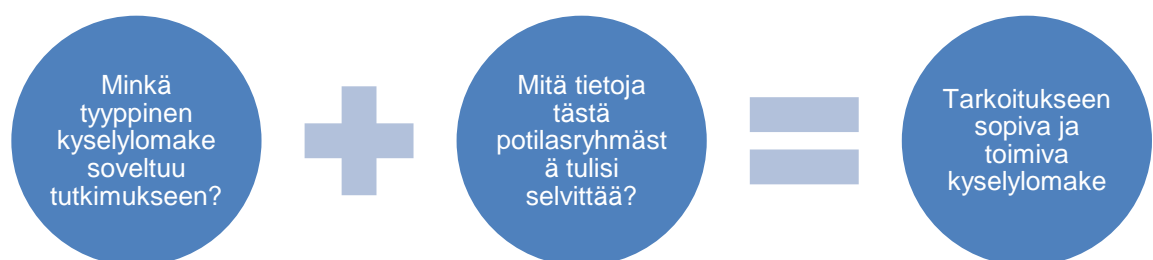 Minkä
tyyppinen
kyselylomake
soveltuu
tutkimukseen?
Mitä tietoja
tästä
potilasryhmäst
ä tulisi
selvittää?
Tarkoitukseen
sopiva ja
toimiva
kyselylomake